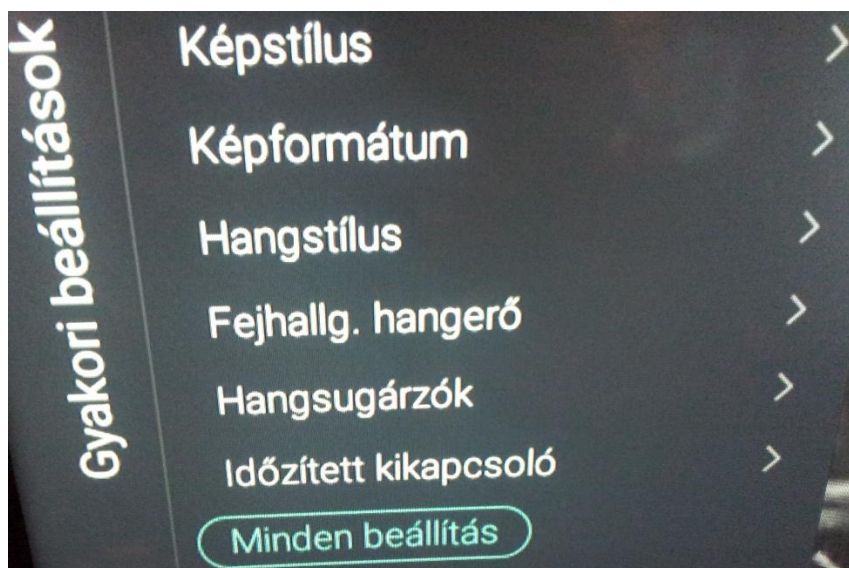 Gyakori beállítások
Képstílus
Képformátum
Hangstílus
Fejhallg. hangerő
Hangsugárzók
Időzített kikapcsoló
Minden beállítás